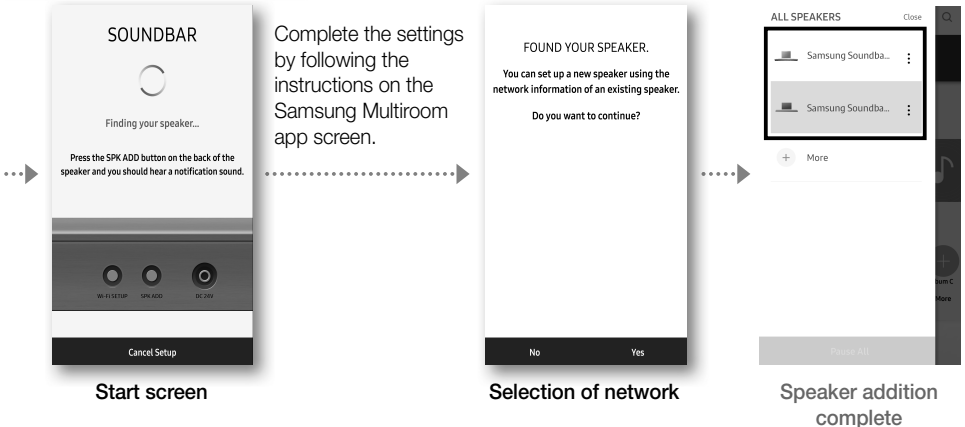 SOUNDBAR
Finding your speaker...
Press the SPK ADD button on the back of the
speaker and you should hear a notification sound.
WI-FI SETUP SPK ADD DC 24V
Cancel Setup
Start screen
Complete the settings
by following the
instructions on the
Samsung Multiroom
app screen.
FOUND YOUR SPEAKER.
You can set up a new speaker using the
network information of an existing speaker.
Do you want to continue?
No Yes
Selection of network
ALL SPEAKERS Close
Samsung Soundba...
Samsung Soundba...
More
bum C
More
Pause All
Speaker addition
complete